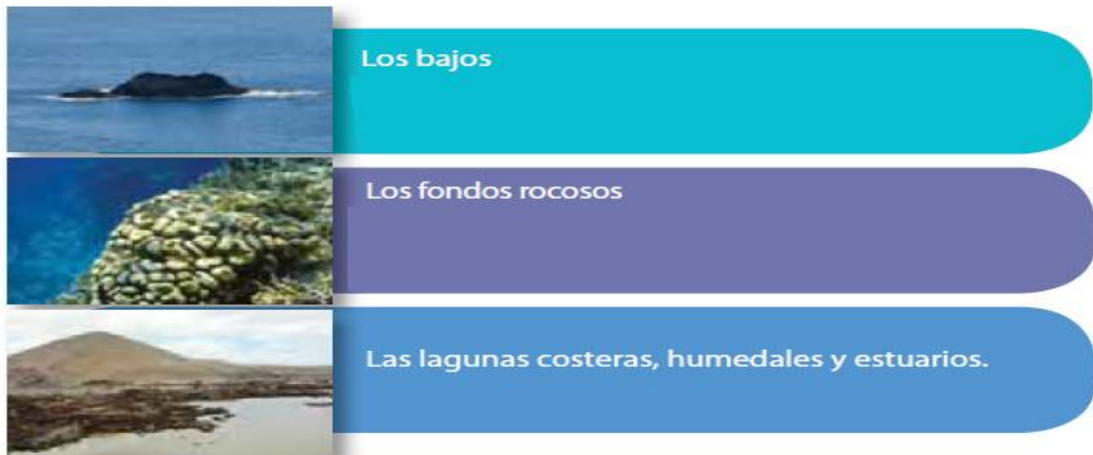 Los bajos
Los fondos rocosos
Las lagunas costeras, humedales y estuarios.